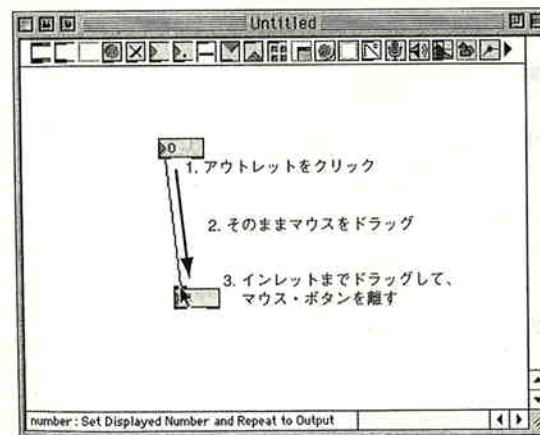 Untitled
0
1. アウトレットをクリック
2. そのままマウスをドラッグ
3. インレットまでドラッグして、
マウス・ボタンを離す
number : Set Displayed Number and Repeat to Output